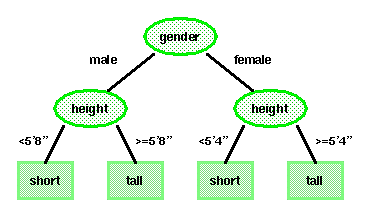 gender
male female
height height
<5'8” >=5'8” <5'4” >=5'4”
short tall short tall